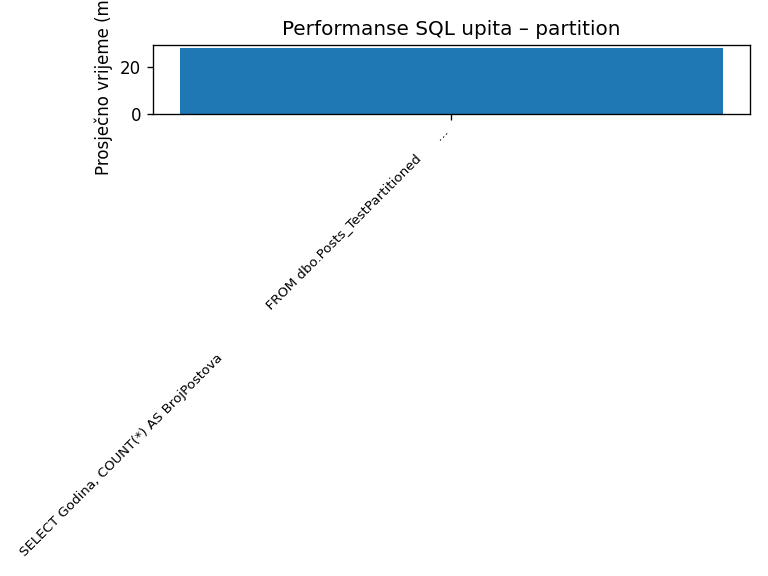 Performanse SQL upita – partition
Prosječno vrijeme (m
20
0
SELECT Godina, COUNT(*) AS BrojPostova
FROM dbo.Posts_TestPartitioned
...